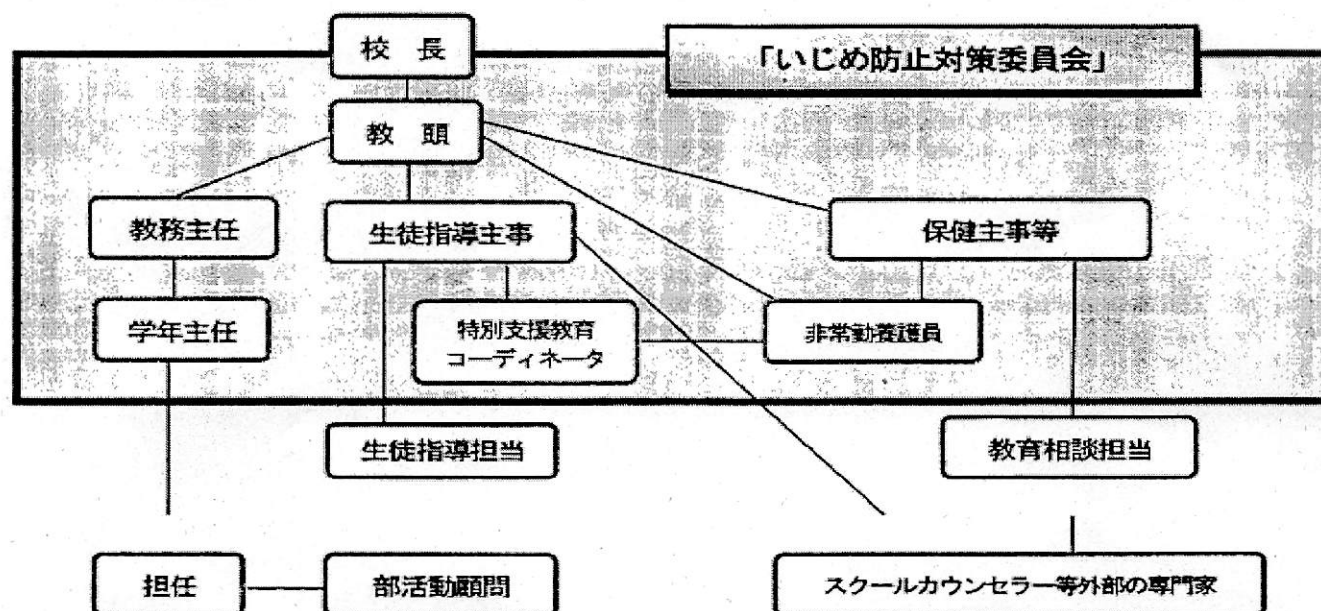 校長
「いじめ防止対策委員会」
教頭
教務主任
生徒指導主事
保健主事等
学年主任
特別支援教育
コーディネータ
非常勤養護員
生徒指導担当
教育相談担当
担任
部活動顧問
スクールカウンセラー等外部の専門家